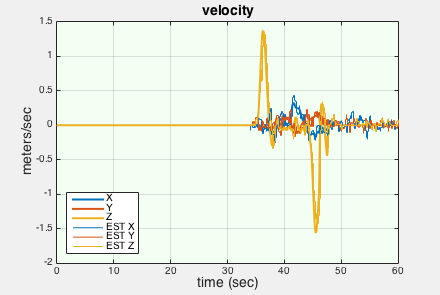 velocity
1.5
1
0.5
0
-0.5
-1
-1.5
-2
meters/sec
X
Y
Z
EST X
EST Y
EST Z
0 10 20 30 40 50 60
time (sec)